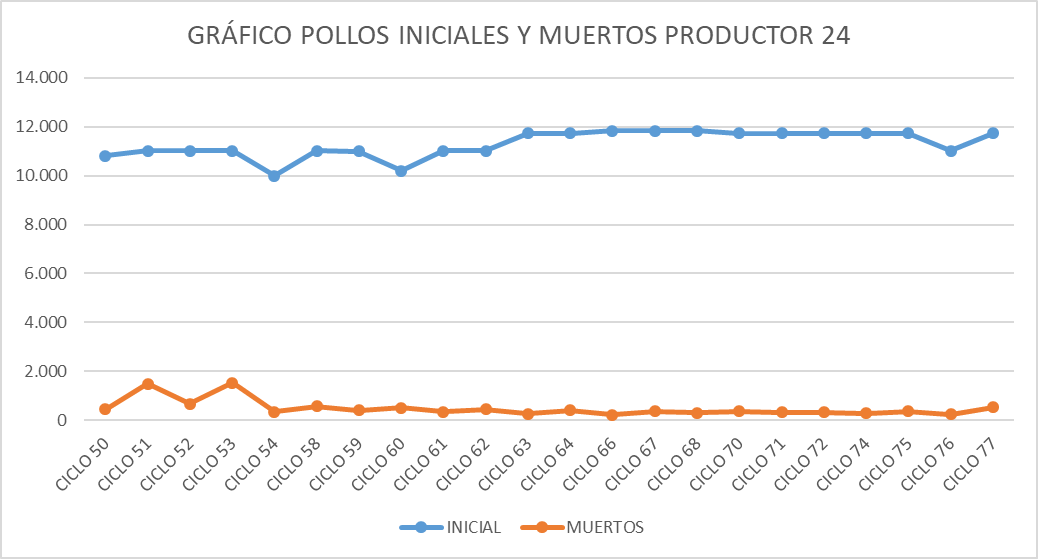 GRÁFICO POLLOS INICIALES Y MUERTOS PRODUCTOR 24
14.000
12.000
10.000
8.000
6.000
4.000
2.000
0
CICLO 50
CICLO 51
CICLO 52
CICLO 53
CICLO 54
CICLO 58
CICLO 59
CICLO 60
CICLO 61
CICLO 62
CICLO 63
CICLO 64
CICLO 66
CICLO 67
CICLO 68
CICLO 70
CICLO 71
CICLO 72
CICLO 74
CICLO 75
CICLO 76
CICLO 77
INICIAL MUERTOS